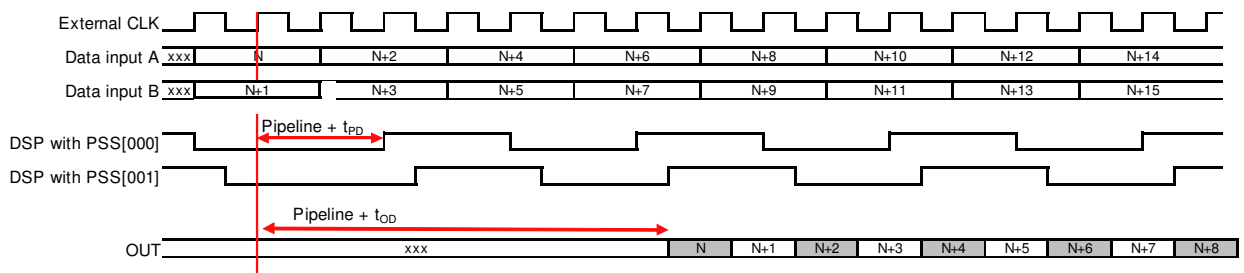 External CLK
Data input A xxx N N+2 N+4 N+6 N+8 N+10 N+12 N+14
Data input B xxx N+1 N+3 N+5 N+7 N+9 N+11 N+13 N+15
Pipeline + tPD
DSP with PSS[000]
DSP with PSS[001]
Pipeline + tOD
OUT xxx N N+1 N+2 N+3 N+4 N+5 N+6 N+7 N+8